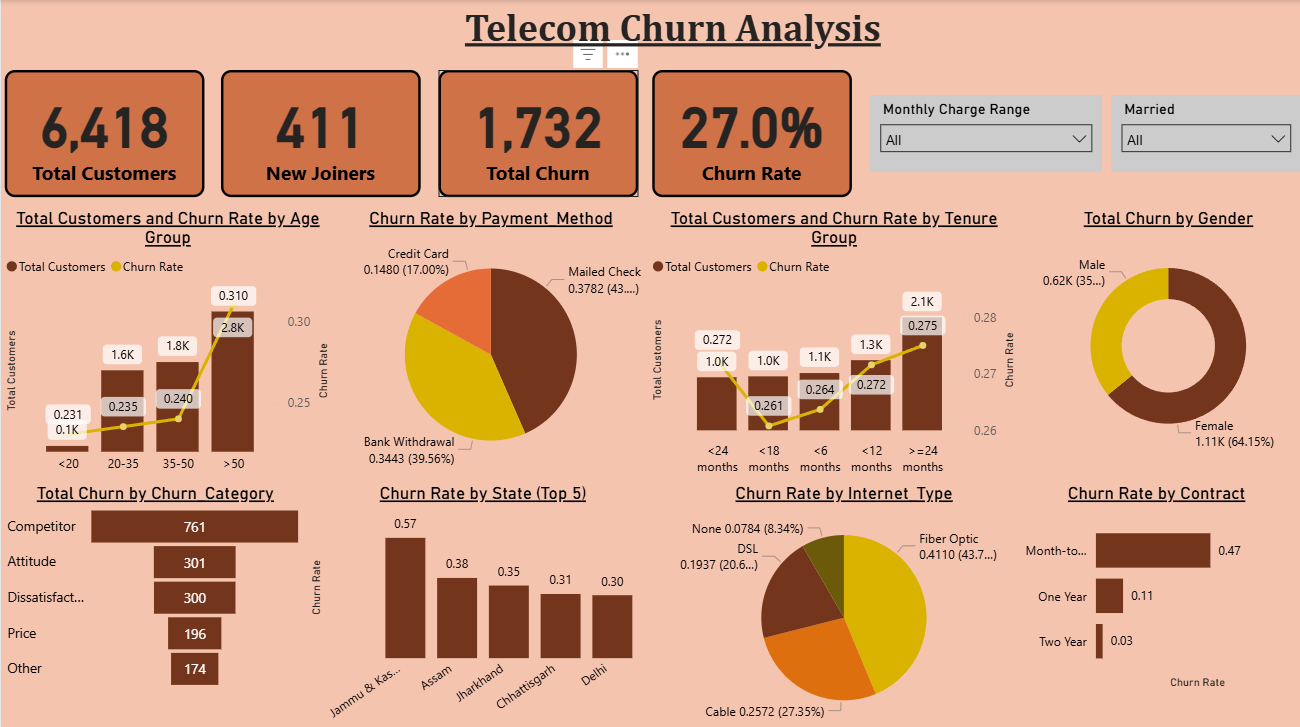 Telecom Churn Analysis
6,418
Total Customers
411
New Joiners
1,732
Total Churn
27.0%
Churn Rate
Monthly Charge Range
All
Married
All
Total Customers and Churn Rate by Age
Group
Total Customers Churn Rate
Total Customers
0.231
0.1K
1.6K
0.235
1.8K
0.240
0.310
2.8K
0.30
0.25
Churn Rate
<20
20-35
35-50
>50
Churn Rate by Payment_Method
Credit Card
0.1480 (17.00%)
Mailed Check
0.3782 (43....)
Bank Withdrawal
0.3443 (39.56%)
Total Customers and Churn Rate by Tenure
Group
Total Customers Churn Rate
Total Customers
0.272
1.0K
1.0K
0.261
1.1K
0.264
1.3K
0.272
2.1K
0.275
0.28
0.27
0.26
Churn Rate
<24
months
<18
months
<6
months
<12
months
>=24
months
Total Churn by Gender
Male
0.62K (35...)
Female
1.11K (64.15%)
Total Churn by Churn_Category
Competitor 761
Attitude 301
Dissatisfact... 300
Price 196
Other 174
Churn Rate by State (Top 5)
Churn Rate
0.57
0.38
0.35
0.31
0.30
Jammu & Kas...
Assam
Jharkhand
Chhattisgarh
Delhi
Churn Rate by Internet_Type
None 0.0784 (8.34%)
DSL
0.1937 (20.6...)
Fiber Optic
0.4110 (43.7...)
Cable 0.2572 (27.35%)
Churn Rate by Contract
Month-to... 0.47
One Year 0.11
Two Year 0.03
Churn Rate